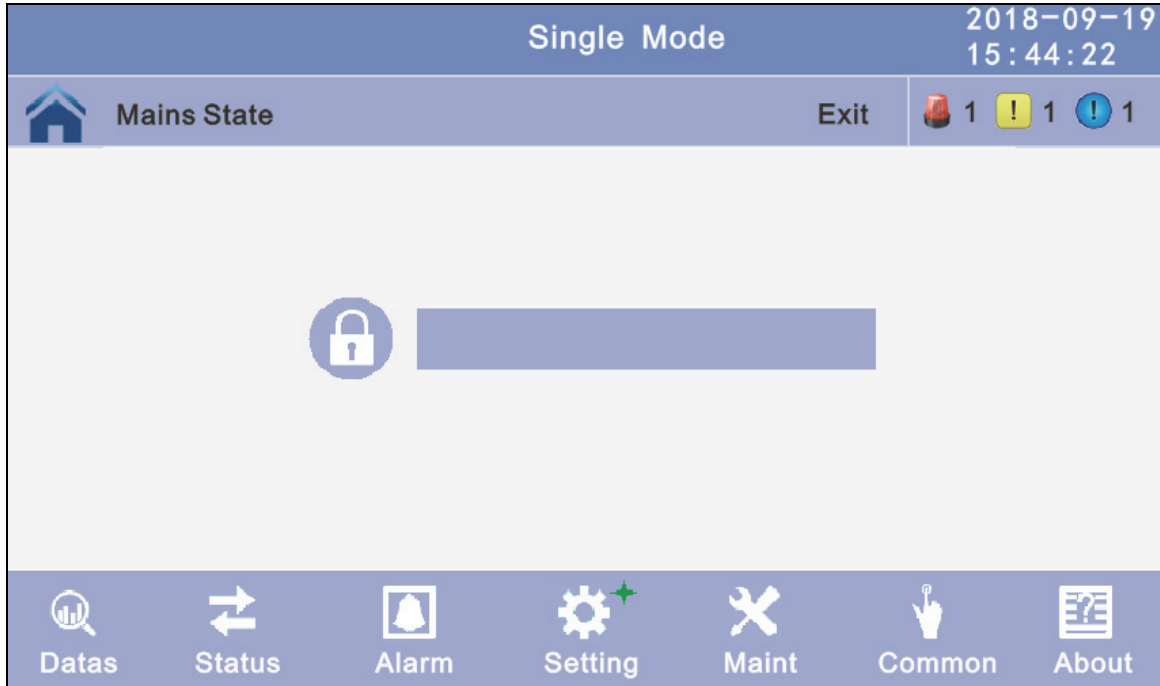 Single Mode
2018-09-19
15:44:22
Mains State
Exit
1
! 1
! 1
Datas
Status
Alarm
Setting
Maint
Common
About